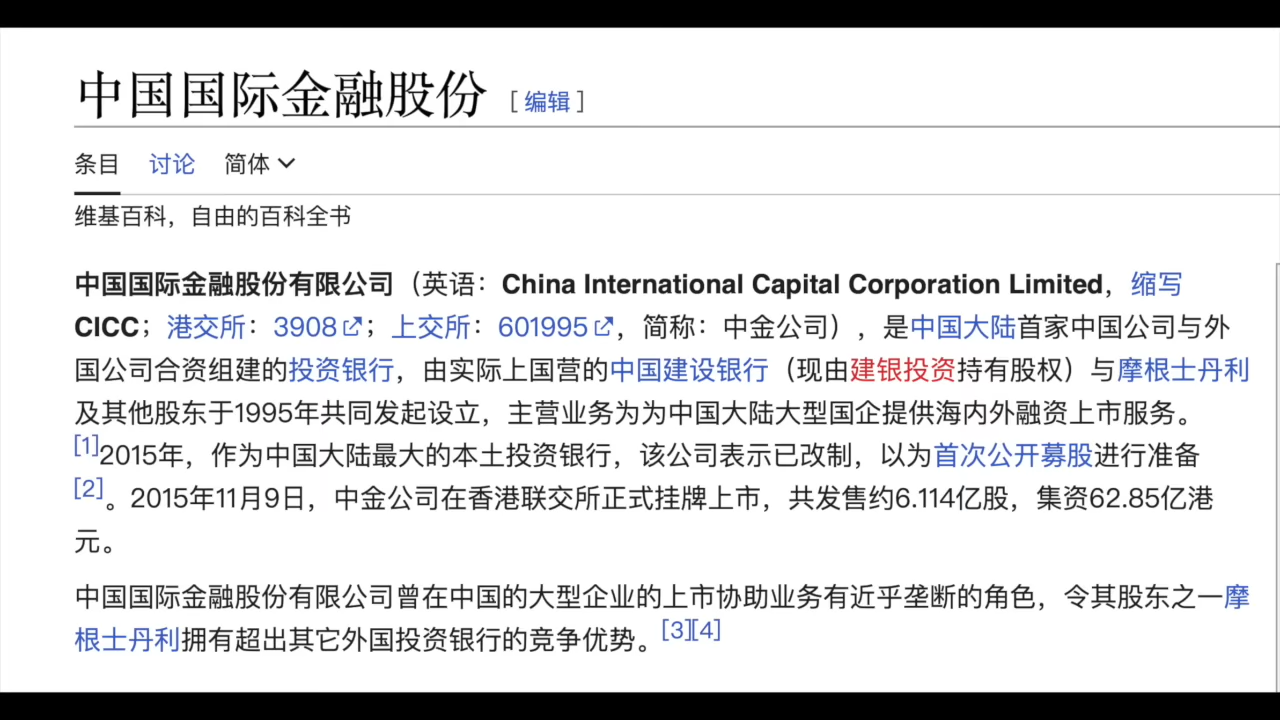 中国国际金融股份 [ 编辑 ]
条目 讨论 简体
维基百科，自由的百科全书
中国国际金融股份有限公司（英语：China International Capital Corporation Limited，缩写
CICC；港交所：3908；上交所：601995，简称：中金公司），是中国大陆首家中国公司与外
国公司合资组建的投资银行，由实际上国营的中国建设银行（现由建银投资持有股权）与摩根士丹利
及其他股东于1995年共同发起设立，主营业务为为中国大陆大型国企提供海内外融资上市服务。
[1]2015年，作为中国大陆最大的本土投资银行，该公司表示已改制，以为首次公开募股进行准备
[2]。2015年11月9日，中金公司在香港联交所正式挂牌上市，共发售约6.114亿股，集资62.85亿港
元。
中国国际金融股份有限公司曾在中国的大型企业的上市协助业务有近乎垄断的角色，令其股东之一摩
根士丹利拥有超出其它外国投资银行的竞争优势。[3][4]